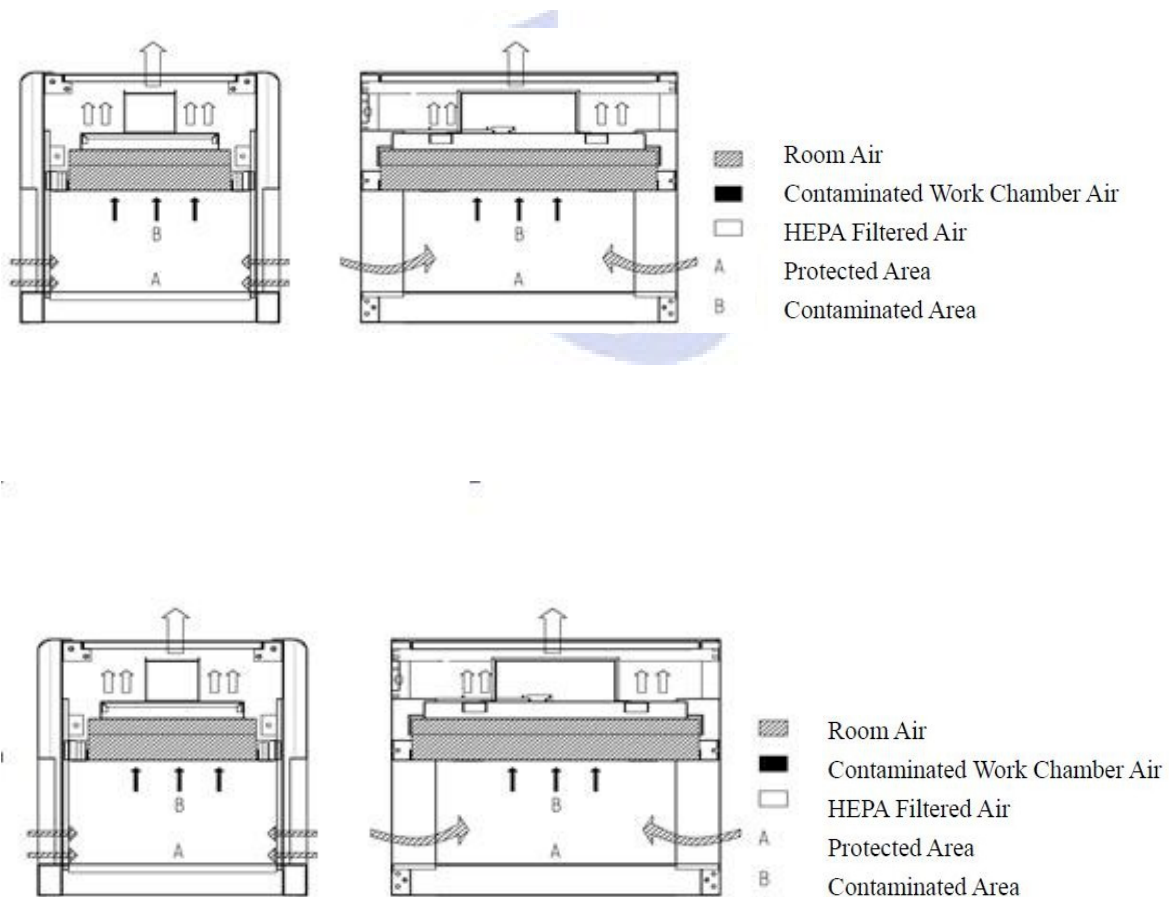 B
A
B
A
Room Air
Contaminated Work Chamber Air
HEPA Filtered Air
A Protected Area
B Contaminated Area
B
A
B
A
Room Air
Contaminated Work Chamber Air
HEPA Filtered Air
A Protected Area
B Contaminated Area